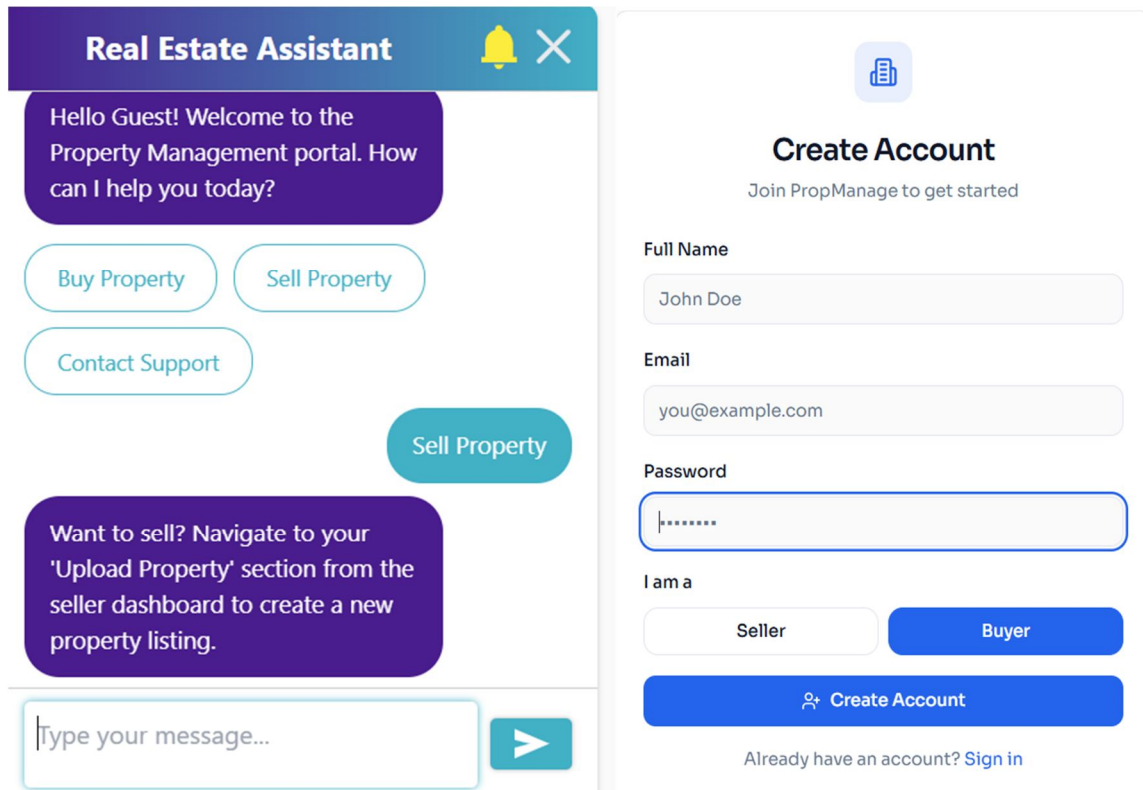 Real Estate Assistant
Hello Guest! Welcome to the
Property Management portal. How
can I help you today?
Buy Property
Sell Property
Contact Support
Sell Property
Want to sell? Navigate to your
'Upload Property' section from the
seller dashboard to create a new
property listing.
Type your message...
Create Account
Join PropManage to get started
Full Name
John Doe
Email
you@example.com
Password
••••••••
I am a
Seller
Buyer
Create Account
Already have an account? Sign in